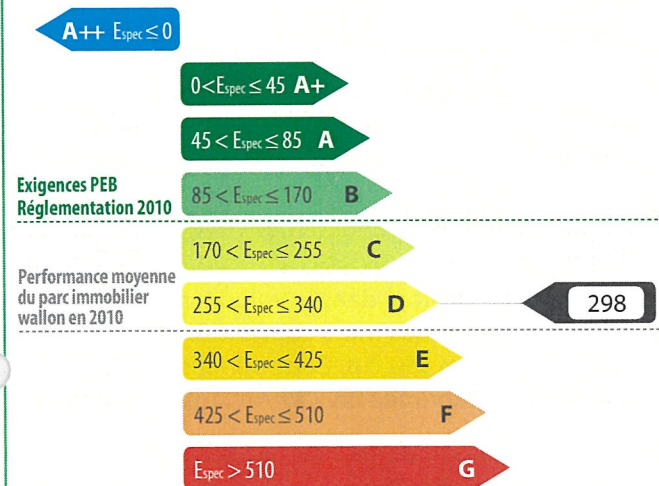 A++ Espec ≤ 0
0 < Espec ≤ 45 A+
45 < Espec ≤ 85 A
Exigences PEB
Réglementation 2010
85 < Espec ≤ 170 B
170 < Espec ≤ 255 C
Performance moyenne
du parc immobilier
wallon en 2010
255 < Espec ≤ 340 D
298
340 < Espec ≤ 425 E
425 < Espec ≤ 510 F
Espec > 510 G